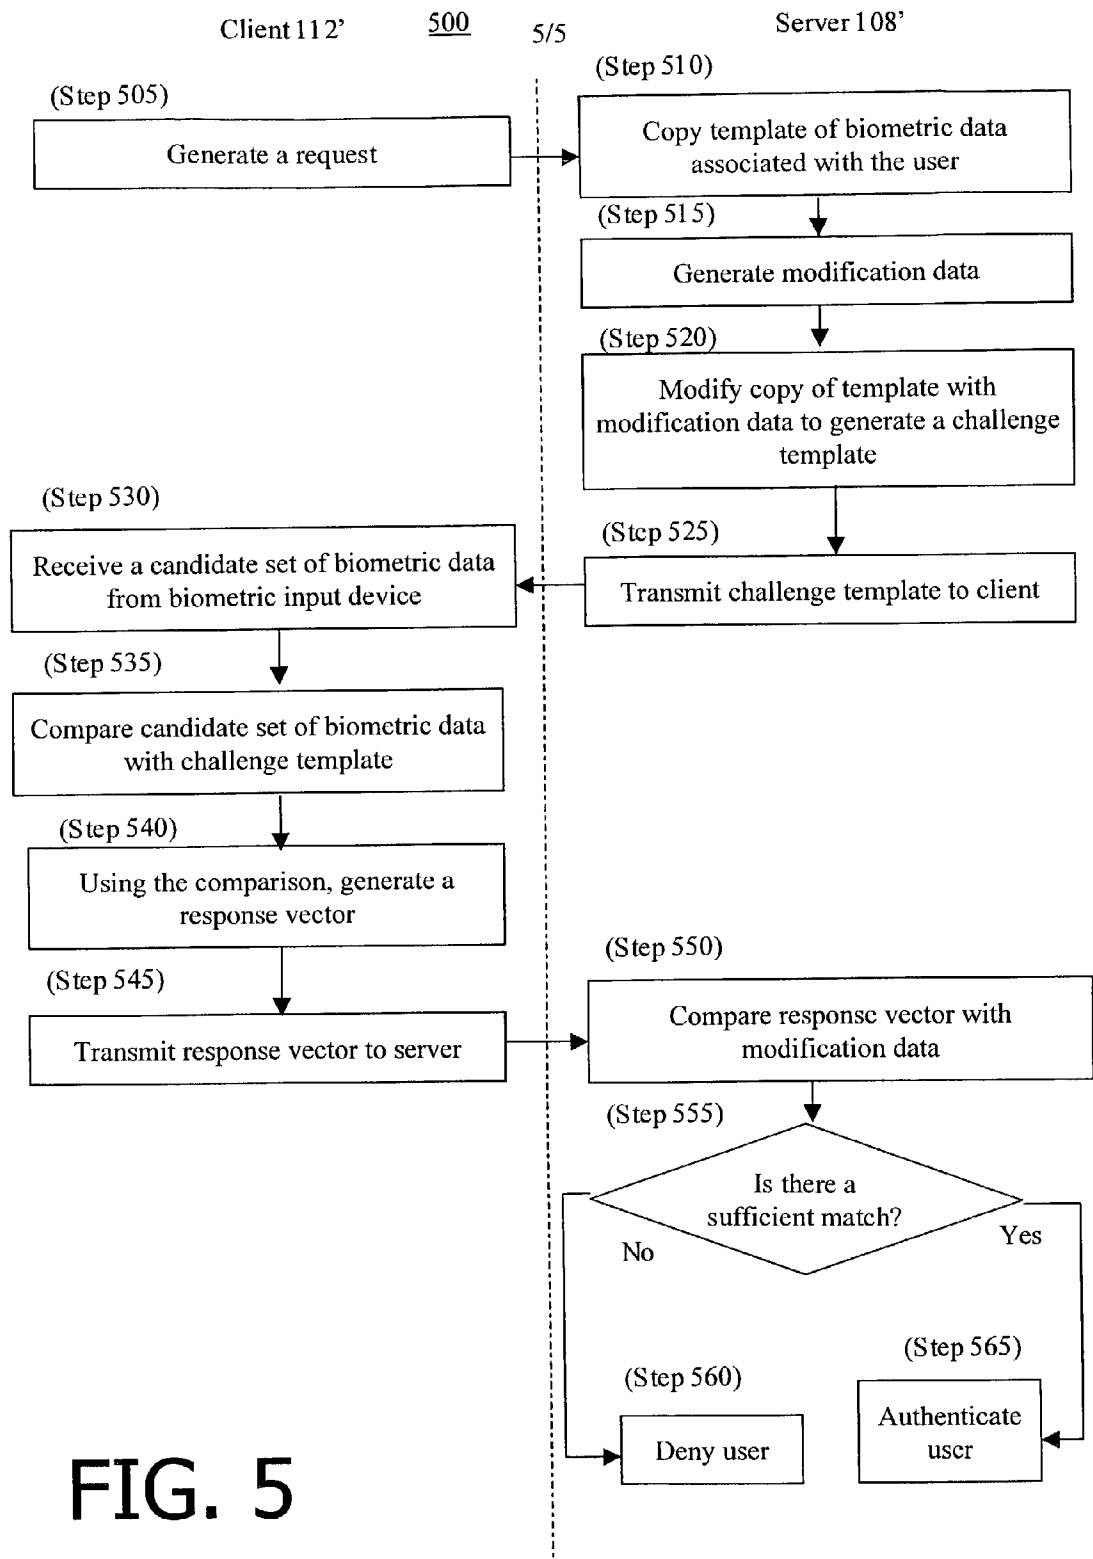 Client 112’ 500 5/5 Server 108’
(Step 505)
Generate a request
(Step 510)
Copy template of biometric data
associated with the user
(Step 515)
Generate modification data
(Step 520)
Modify copy of template with
modification data to generate a challenge
template
(Step 525)
Transmit challenge template to client
(Step 530)
Receive a candidate set of biometric data
from biometric input device
(Step 535)
Compare candidate set of biometric data
with challenge template
(Step 540)
Using the comparison, generate a
response vector
(Step 545)
Transmit response vector to server
(Step 550)
Compare response vector with
modification data
(Step 555)
Is there a
sufficient match?
No
Yes
(Step 560)
Deny user
(Step 565)
Authenticate
user
FIG. 5